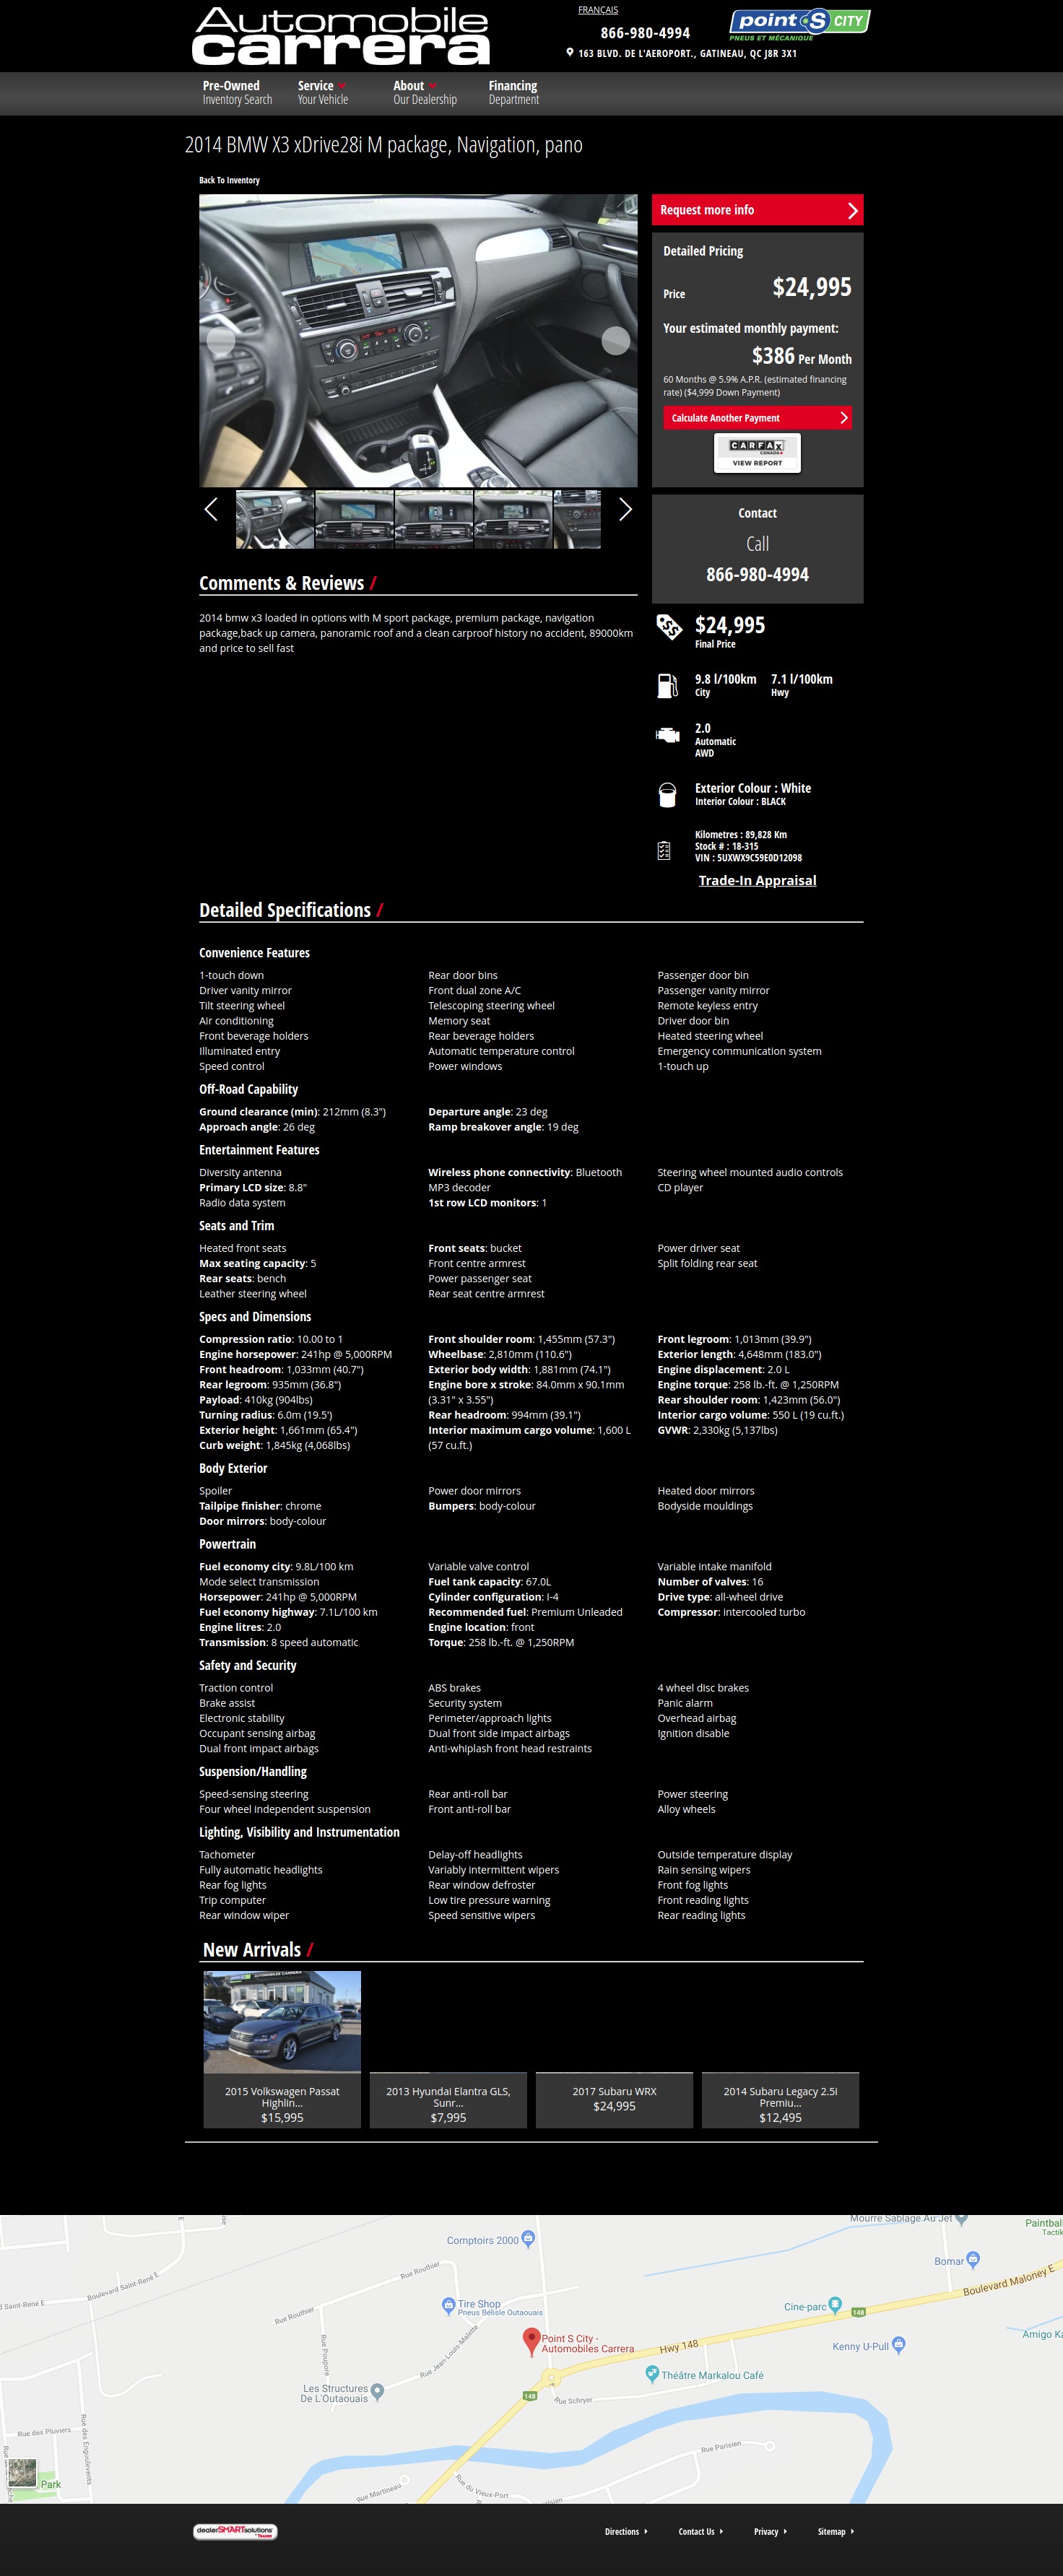 Automobile
carrera
FRANÇAIS
866-980-4994
163 BLVD. DE L'AEROPORT., GATINEAU, QC J8R 3X1
point S CITY
PNEUS ET MÉCANIQUE
Pre-Owned
Inventory Search
Service
Your Vehicle
About
Our Dealership
Financing
Department
2014 BMW X3 xDrive28i M package, Navigation, pano
Back To Inventory
Request more info
Detailed Pricing
Price $24,995
Your estimated monthly payment:
$386 Per Month
60 Months @ 5.9% A.P.R. (estimated financing
rate) ($4,999 Down Payment)
Calculate Another Payment
CARFAX
CANADA
VIEW REPORT
Contact
Call
866-980-4994
Comments & Reviews /
2014 bmw x3 loaded in options with M sport package, premium package, navigation
package,back up camera, panoramic roof and a clean carproof history no accident, 89000km
and price to sell fast
$24,995
Final Price
9.8 l/100km 7.1 l/100km
City Hwy
2.0
Automatic
AWD
Exterior Colour : White
Interior Colour : BLACK
Kilometres : 89,828 Km
Stock # : 18-315
VIN : 5UXWX9C59E0D12098
Trade-In Appraisal
Detailed Specifications /
Convenience Features
1-touch down Rear door bins Passenger door bin
Driver vanity mirror Front dual zone A/C Passenger vanity mirror
Tilt steering wheel Telescoping steering wheel Remote keyless entry
Air conditioning Memory seat Driver door bin
Front beverage holders Rear beverage holders Heated steering wheel
Illuminated entry Automatic temperature control Emergency communication system
Speed control Power windows 1-touch up
Off-Road Capability
Ground clearance (min): 212mm (8.3") Departure angle: 23 deg
Approach angle: 26 deg Ramp breakover angle: 19 deg
Entertainment Features
Diversity antenna Wireless phone connectivity: Bluetooth Steering wheel mounted audio controls
Primary LCD size: 8.8" MP3 decoder CD player
Radio data system 1st row LCD monitors: 1
Seats and Trim
Heated front seats Front seats: bucket Power driver seat
Max seating capacity: 5 Front centre armrest Split folding rear seat
Rear seats: bench Power passenger seat
Leather steering wheel Rear seat centre armrest
Specs and Dimensions
Compression ratio: 10.00 to 1 Front shoulder room: 1,455mm (57.3") Front legroom: 1,013mm (39.9")
Engine horsepower: 241hp @ 5,000RPM Wheelbase: 2,810mm (110.6") Exterior length: 4,648mm (183.0")
Front headroom: 1,033mm (40.7") Exterior body width: 1,881mm (74.1") Engine displacement: 2.0 L
Rear legroom: 935mm (36.8") Engine bore x stroke: 84.0mm x 90.1mm Engine torque: 258 lb.-ft. @ 1,250RPM
Payload: 410kg (904lbs) (3.31" x 3.55") Rear shoulder room: 1,423mm (56.0")
Turning radius: 6.0m (19.5') Rear headroom: 994mm (39.1") Interior cargo volume: 550 L (19 cu.ft.)
Exterior height: 1,661mm (65.4") Interior maximum cargo volume: 1,600 L GVWR: 2,330kg (5,137lbs)
Curb weight: 1,845kg (4,068lbs) (57 cu.ft.)
Body Exterior
Spoiler Power door mirrors Heated door mirrors
Tailpipe finisher: chrome Bumpers: body-colour Bodyside mouldings
Door mirrors: body-colour
Powertrain
Fuel economy city: 9.8L/100 km Variable valve control Variable intake manifold
Mode select transmission Fuel tank capacity: 67.0L Number of valves: 16
Horsepower: 241hp @ 5,000RPM Cylinder configuration: I-4 Drive type: all-wheel drive
Fuel economy highway: 7.1L/100 km Recommended fuel: Premium Unleaded Compressor: Intercooled turbo
Engine litres: 2.0 Engine location: front
Transmission: 8 speed automatic Torque: 258 lb.-ft. @ 1,250RPM
Safety and Security
Traction control ABS brakes 4 wheel disc brakes
Brake assist Security system Panic alarm
Electronic stability Perimeter/approach lights Overhead airbag
Occupant sensing airbag Dual front side impact airbags Ignition disable
Dual front impact airbags Anti-whiplash front head restraints
Suspension/Handling
Speed-sensing steering Rear anti-roll bar Power steering
Four wheel independent suspension Front anti-roll bar Alloy wheels
Lighting, Visibility and Instrumentation
Tachometer Delay-off headlights Outside temperature display
Fully automatic headlights Variably intermittent wipers Rain sensing wipers
Rear fog lights Rear window defroster Front fog lights
Trip computer Low tire pressure warning Front reading lights
Rear window wiper Speed sensitive wipers Rear reading lights
New Arrivals /
2015 Volkswagen Passat
Highlin...
$15,995
2013 Hyundai Elantra GLS,
Sunr...
$7,995
2017 Subaru WRX
$24,995
2014 Subaru Legacy 2.5i
Premiu...
$12,495
Mourre Sablage Au Jet
Paintbal
Tactik
Comptoirs 2000
Bomar
Boulevard Maloney E
Boulevard Saint-René E
d Saint-René E
Rue Routhier
Rue Routhier
Tire Shop
Pneus Bélisle Outaouais
Cine-parc
148
Rue Poupore
Rue Jean-Louis-Malette
Point S City -
Automobiles Carrera
Hwy 148
Kenny U-Pull
Amigo Ka
Théâtre Markalou Café
Les Structures
De L'Outaouais
148
Rue Schryer
Rue des Pluviers
Rue des Engoulevents
Rue Parisien
Park
Rue Martineau
Rue du Vieux-Port
dealerSMARTsolutions
Directions
Contact Us
Privacy
Sitemap